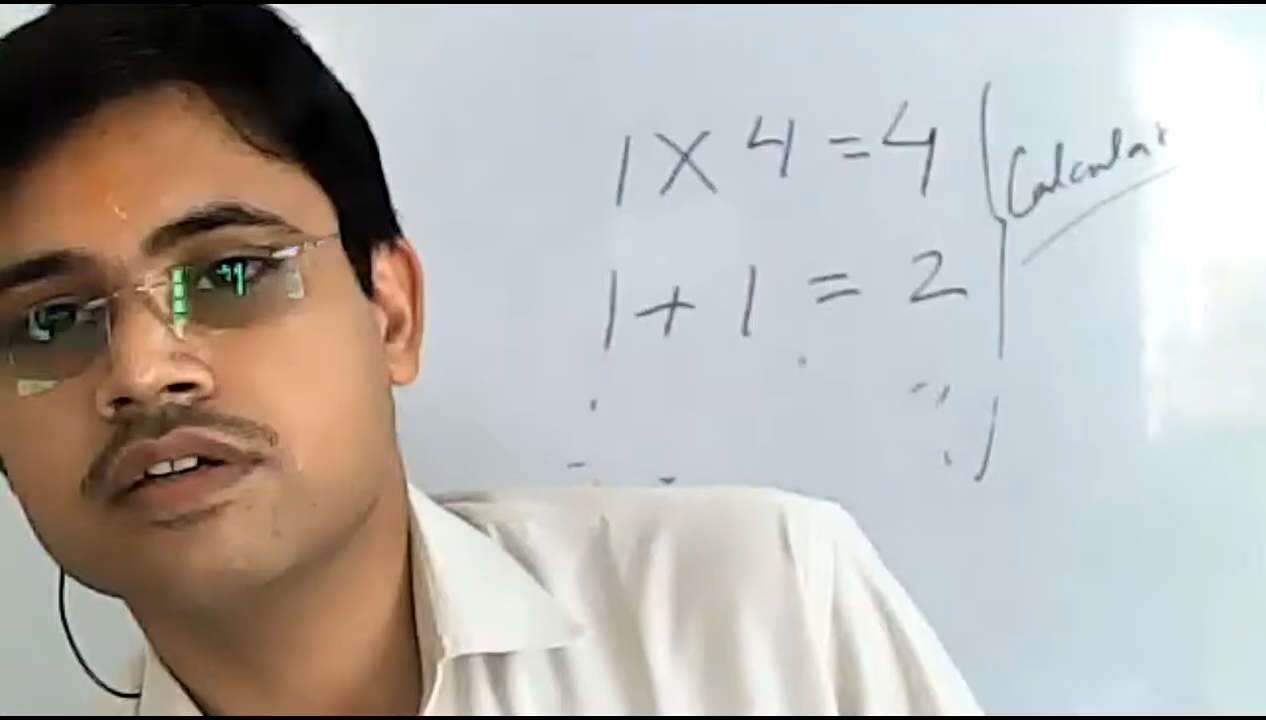 1 X 4 = 4
1 + 1 = 2